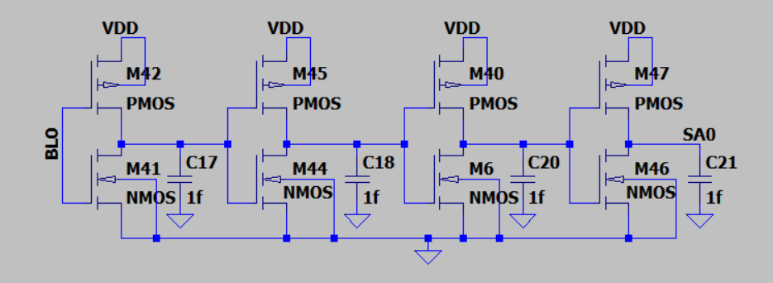 VDD VDD VDD VDD
M42 M45 M40 M47
PMOS PMOS PMOS PMOS
BL0
SA0
C17 C18 C20 C21
M41 M44 M6 M46
NMOS 1f NMOS 1f NMOS 1f NMOS 1f